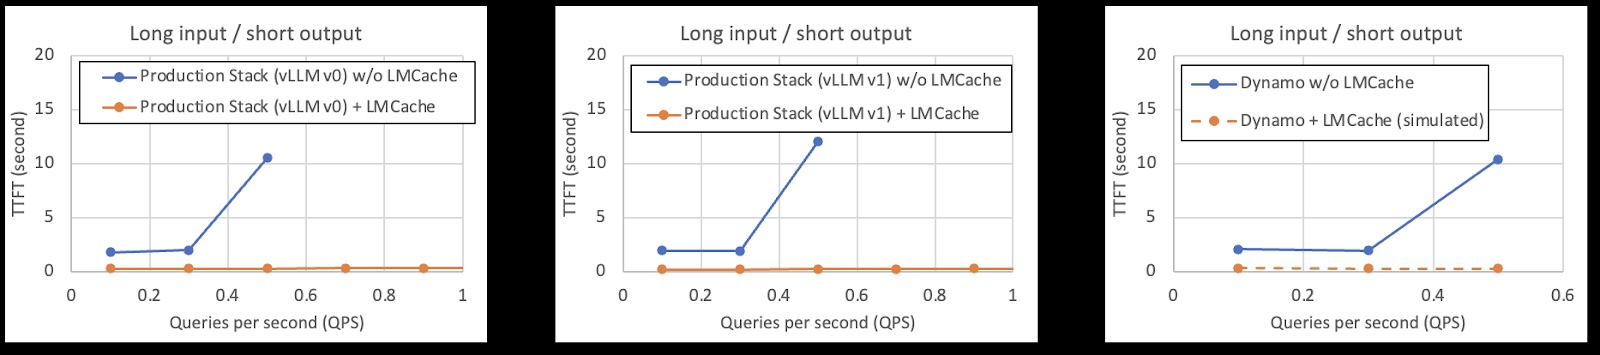 Long input / short output
20
15
10
5
0
TTFT (second)
Production Stack (vLLM v0) w/o LMCache
Production Stack (vLLM v0) + LMCache
0 0.2 0.4 0.6 0.8 1
Queries per second (QPS)
Long input / short output
20
15
10
5
0
TTFT (second)
Production Stack (vLLM v1) w/o LMCache
Production Stack (vLLM v1) + LMCache
0 0.2 0.4 0.6 0.8 1
Queries per second (QPS)
Long input / short output
20
15
10
5
0
TTFT (second)
Dynamo w/o LMCache
Dynamo + LMCache (simulated)
0 0.2 0.4 0.6
Queries per second (QPS)